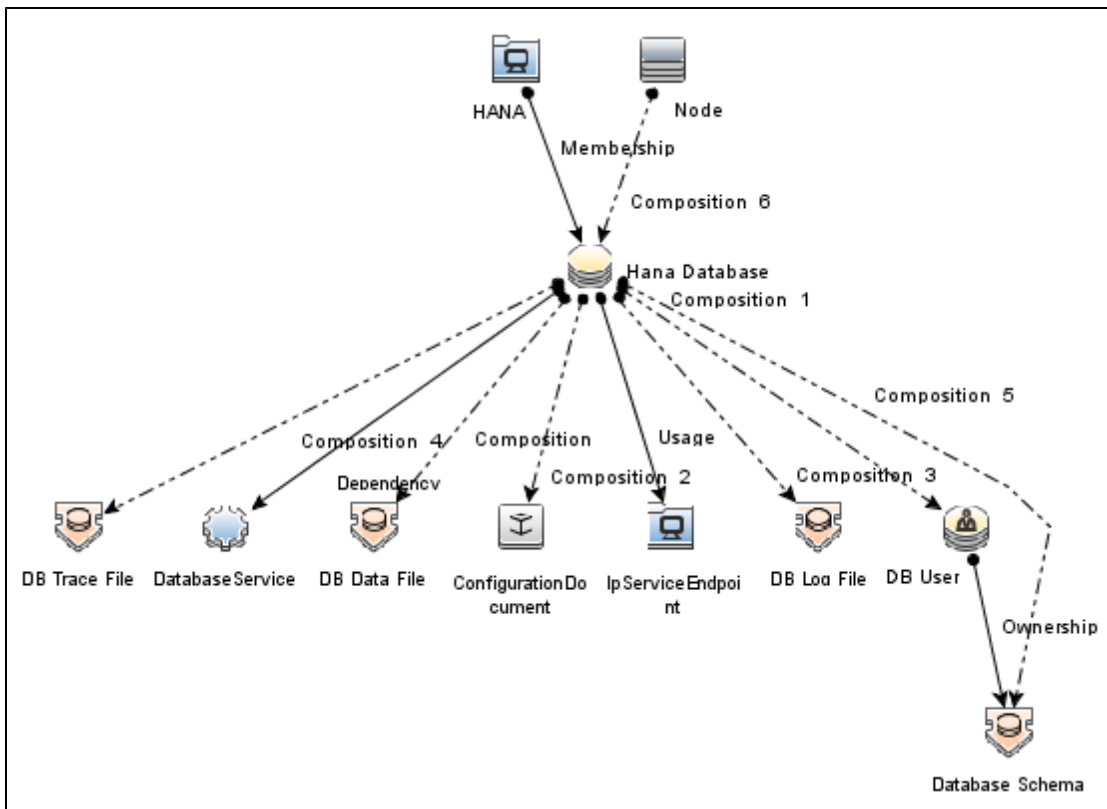 HANA
Node
Membership
Composition 6
Hana Database
Composition 1
Composition 5
Composition 4
Composition
Usage
Dependency
Composition 2
Composition 3
DB Trace File
DatabaseService
DB Data File
ConfigurationDo
cument
IpServiceEndpoi
nt
DB Log File
DB User
Ownership
Database Schema